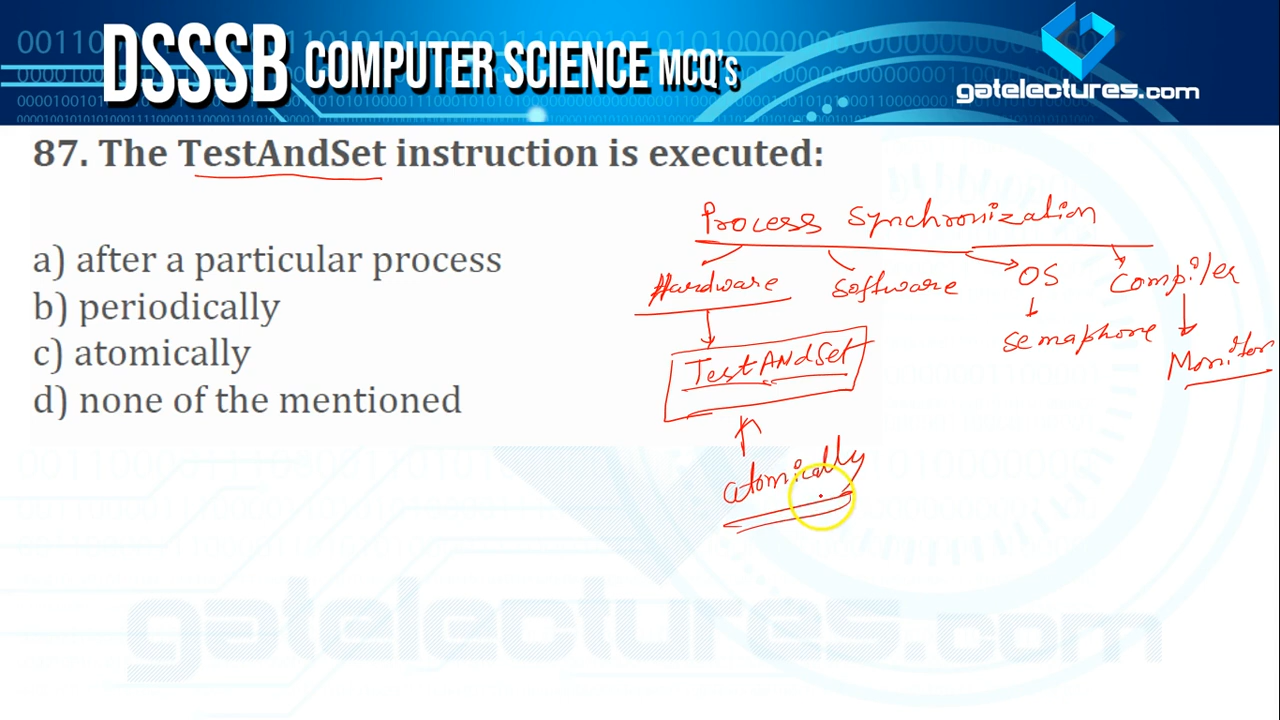 DSSSB COMPUTER SCIENCE MCQ's
gatelectures.com
87. The TestAndSet instruction is executed:
a) after a particular process
b) periodically
c) atomically
d) none of the mentioned
Process Synchronization
Hardware Software OS Compiler
Semaphore
Monitor
TestANdSet
atomically
gatelectures.com